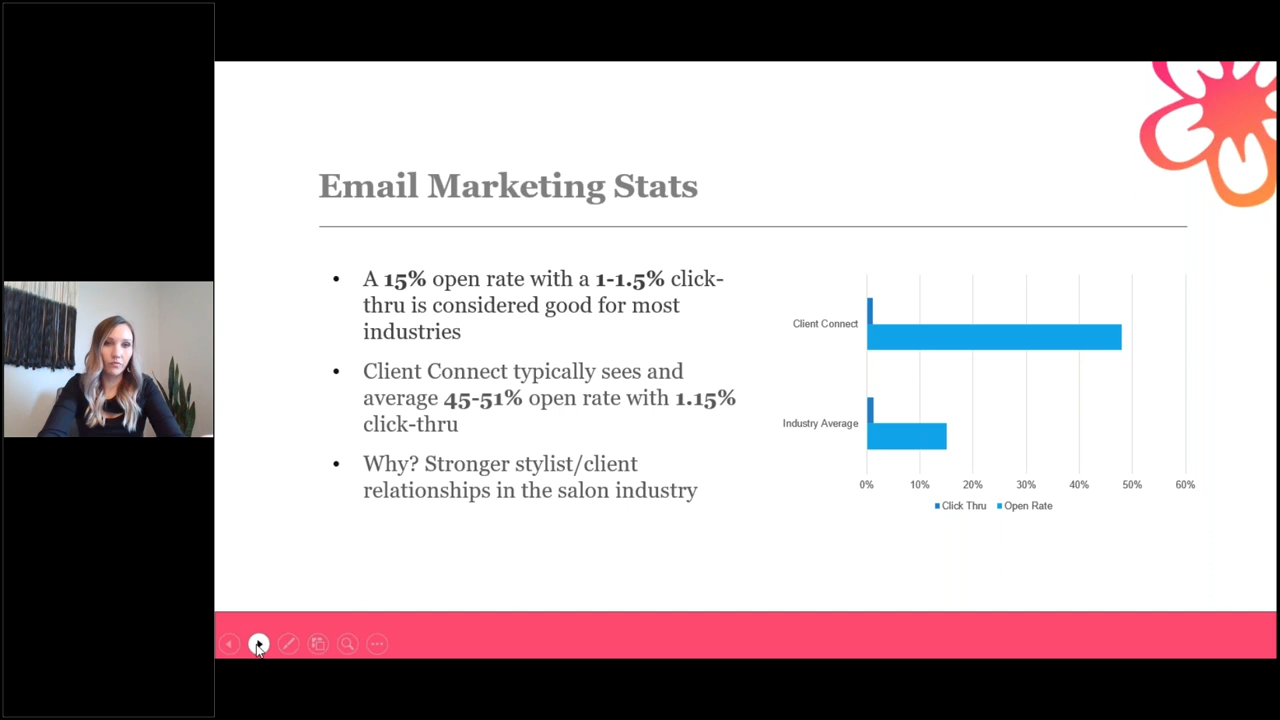 Email Marketing Stats
• A 15% open rate with a 1-1.5% click-
thru is considered good for most
industries
• Client Connect typically sees and
average 45-51% open rate with 1.15%
click-thru
• Why? Stronger stylist/client
relationships in the salon industry
Client Connect
Industry Average
0% 10% 20% 30% 40% 50% 60%
Click Thru Open Rate